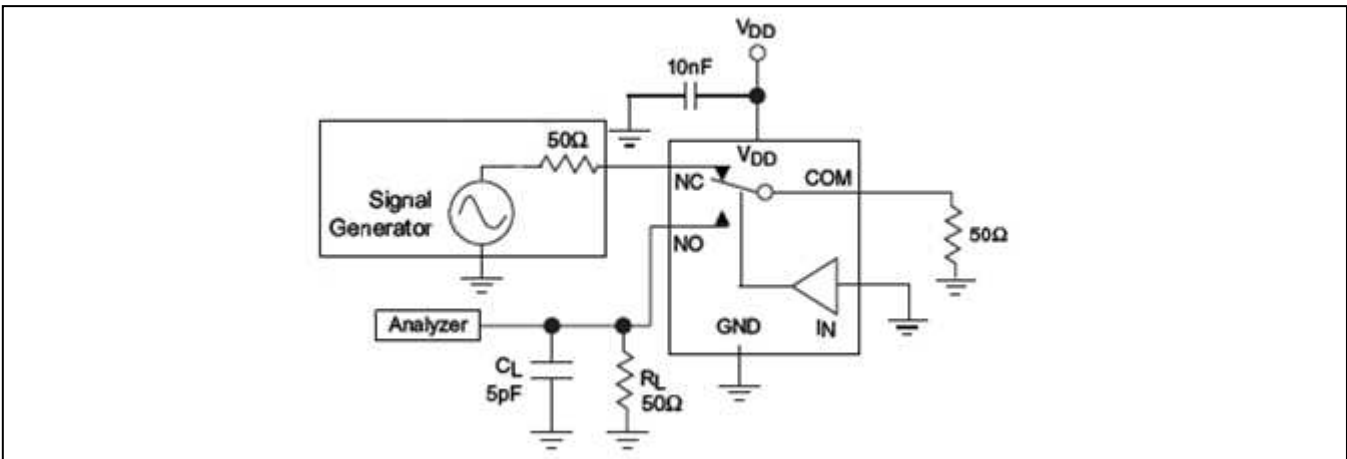 VDD
10nF
50Ω
VDD
NC
COM
Signal
Generator
NO
50Ω
Analyzer
GND
IN
CL
5pF
RL
50Ω